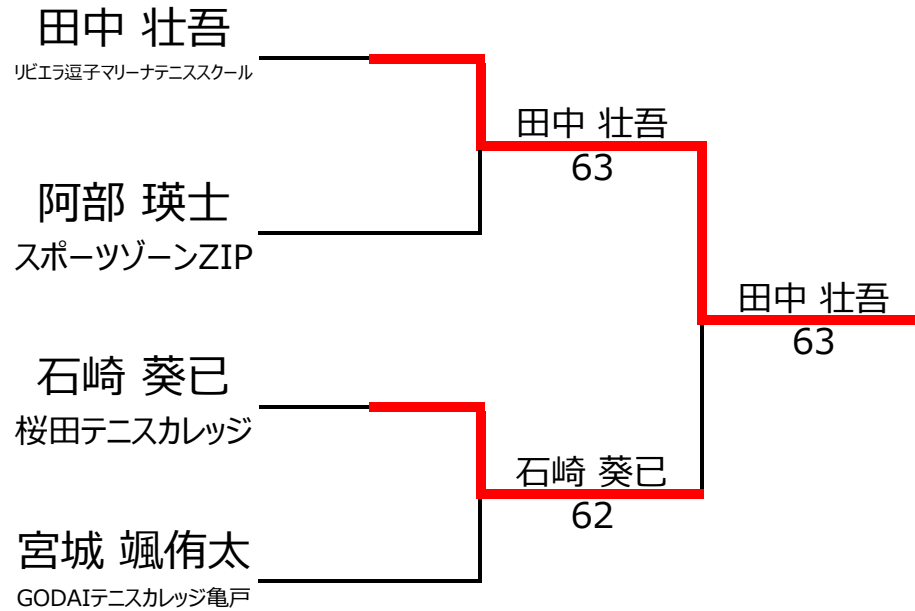 田中 壮吾
リビエラ逗子マリーナテニススクール
阿部 瑛士
スポーツゾーンZIP
石崎 葵已
桜田テニスカレッジ
宮城 颯侑太
GODAIテニスカレッジ亀戸
田中 壮吾
63
石崎 葵已
62
田中 壮吾
63